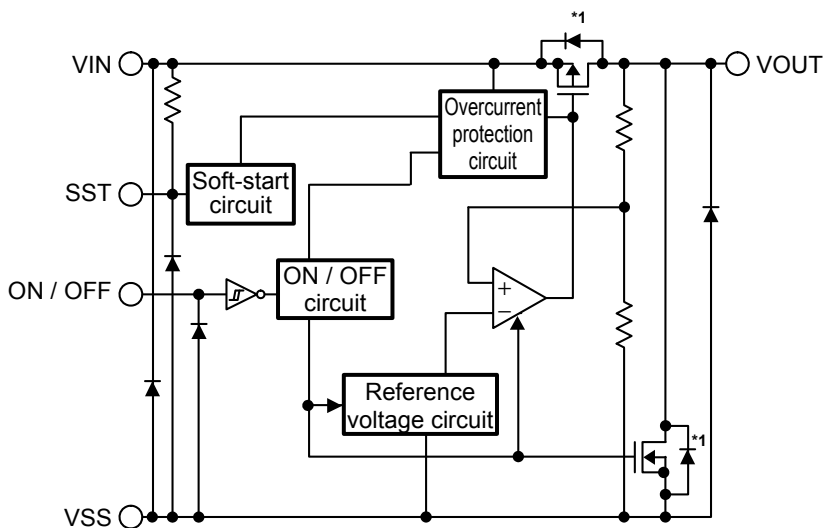 *1
VIN
VOUT
Overcurrent
protection
circuit
SST
Soft-start
circuit
ON / OFF
ON / OFF
circuit
+
−
Reference
voltage circuit
*1
VSS